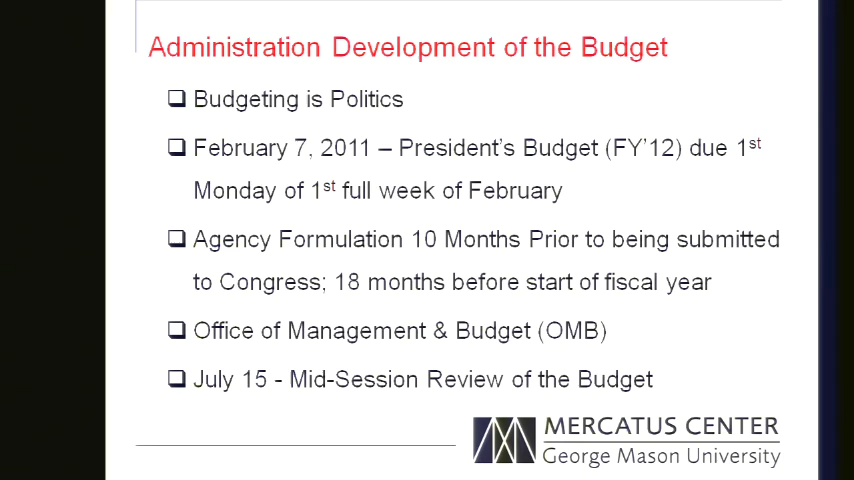 Administration Development of the Budget
❑ Budgeting is Politics
❑ February 7, 2011 – President's Budget (FY'12) due 1st
Monday of 1st full week of February
❑ Agency Formulation 10 Months Prior to being submitted
to Congress; 18 months before start of fiscal year
❑ Office of Management & Budget (OMB)
❑ July 15 - Mid-Session Review of the Budget
MERCATUS CENTER
George Mason University